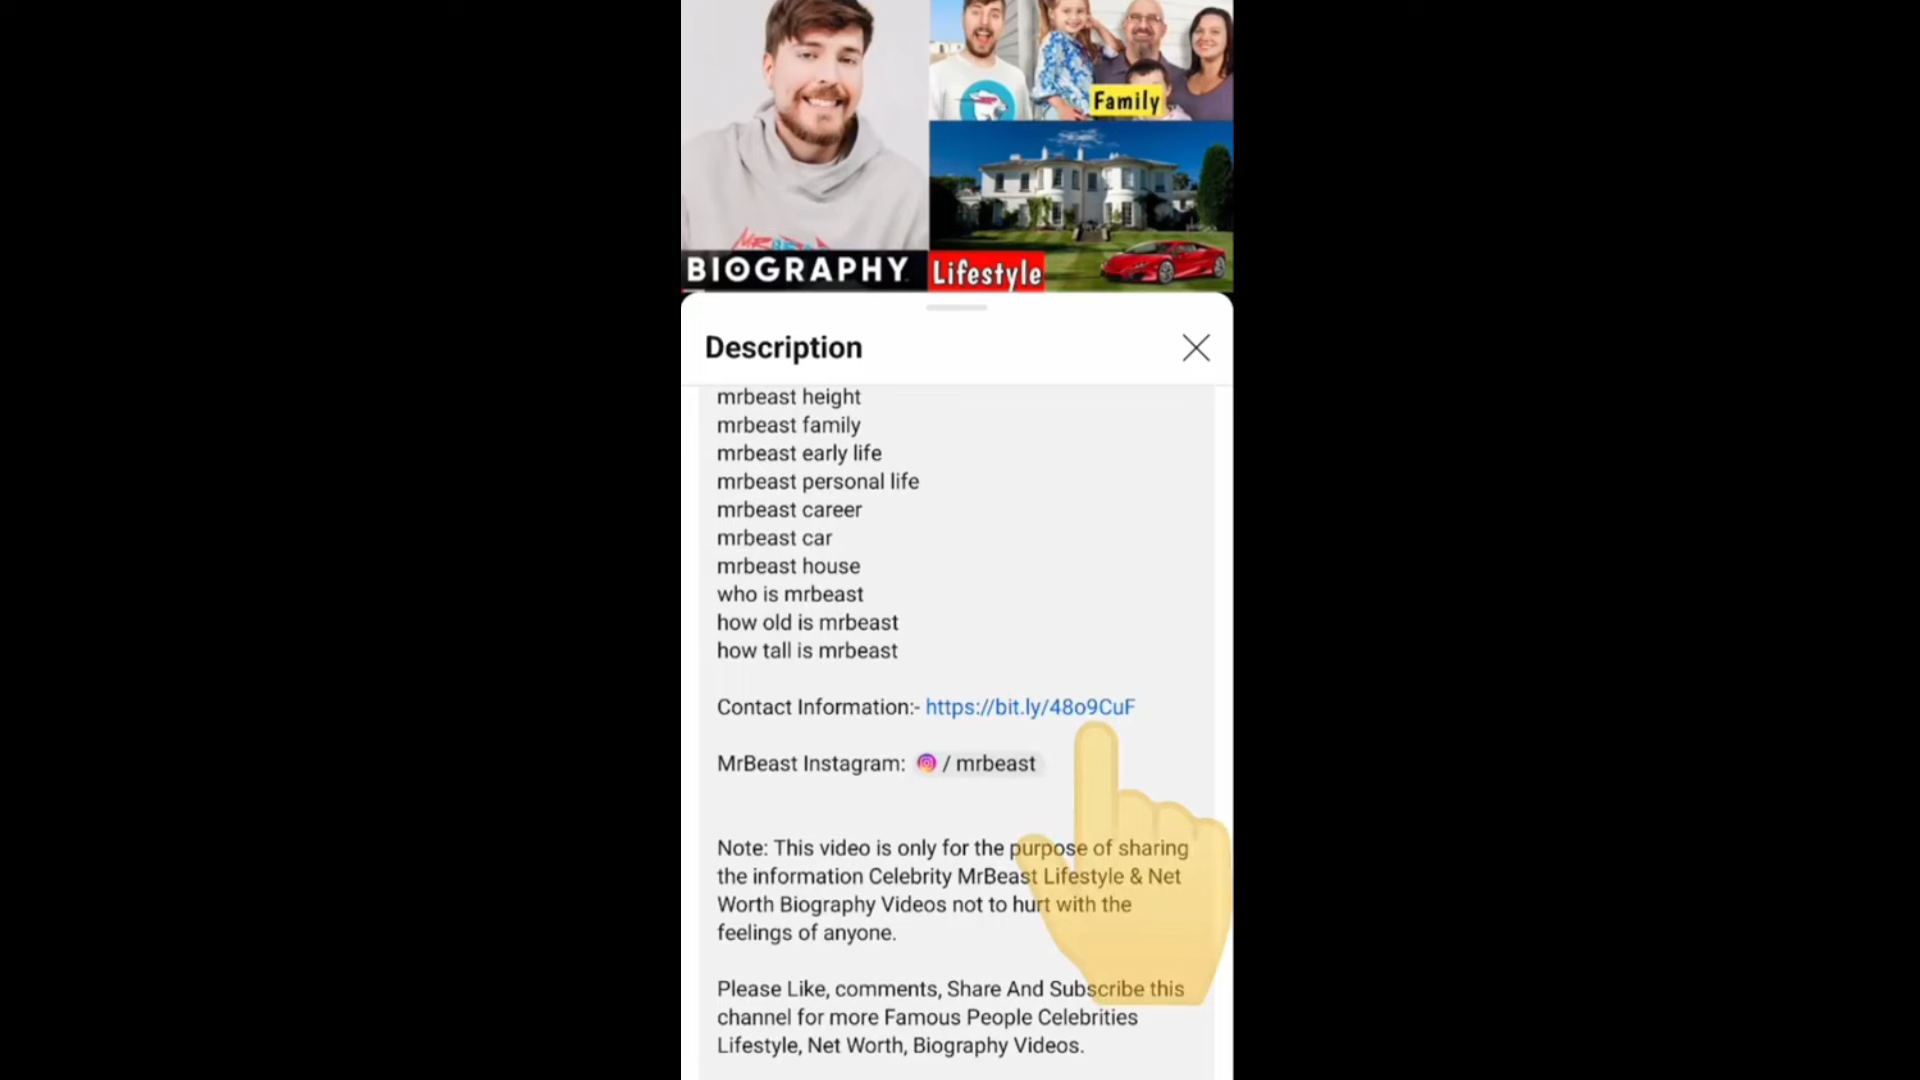 Family
BIOGRAPHY
Lifestyle
Description
mrbeast height
mrbeast family
mrbeast early life
mrbeast personal life
mrbeast career
mrbeast car
mrbeast house
who is mrbeast
how old is mrbeast
how tall is mrbeast
Contact Information:- https://bit.ly/48o9CuF
MrBeast Instagram: / mrbeast
Note: This video is only for the purpose of sharing
the information Celebrity MrBeast Lifestyle & Net
Worth Biography Videos not to hurt with the
feelings of anyone.
Please Like, comments, Share And Subscribe this
channel for more Famous People Celebrities
Lifestyle, Net Worth, Biography Videos.